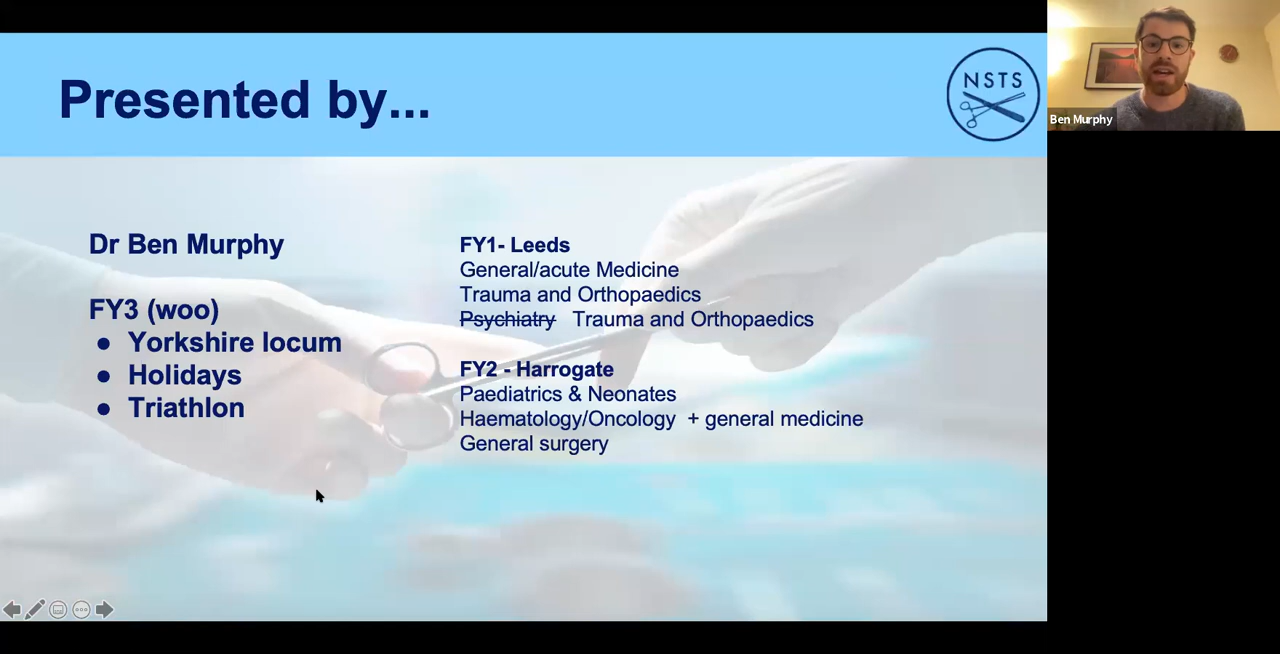 Presented by...
NSTS
Ben Murphy
Dr Ben Murphy
FY3 (woo)
● Yorkshire locum
● Holidays
● Triathlon
FY1- Leeds
General/acute Medicine
Trauma and Orthopaedics
Psychiatry Trauma and Orthopaedics
FY2 - Harrogate
Paediatrics & Neonates
Haematology/Oncology + general medicine
General surgery